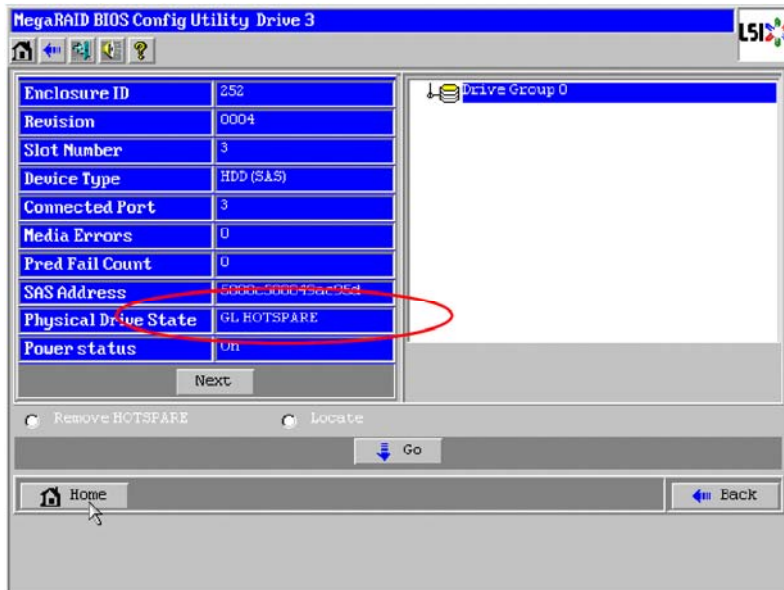 MegaRAID BIOS Config Utility Drive 3
LSI
Enclosure ID 252
Revision 0004
Slot Number 3
Device Type HDD (SAS)
Connected Port 3
Media Errors 0
Pred Fail Count 0
SAS Address
Physical Drive State GL HOTSPARE
Power status On
Next
Drive Group 0
Remove HOTSPARE Locate
Go
Home Back